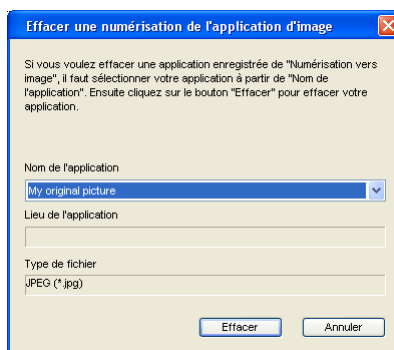 Effacer une numérisation de l'application d'image
Si vous voulez effacer une application enregistrée de "Numérisation vers
image", il faut sélectionner votre application à partir de "Nom de
l'application". Ensuite cliquez sur le bouton "Effacer" pour effacer votre
application.
Nom de l'application
My original picture
Lieu de l'application
Type de fichier
JPEG (*.jpg)
Effacer
Annuler